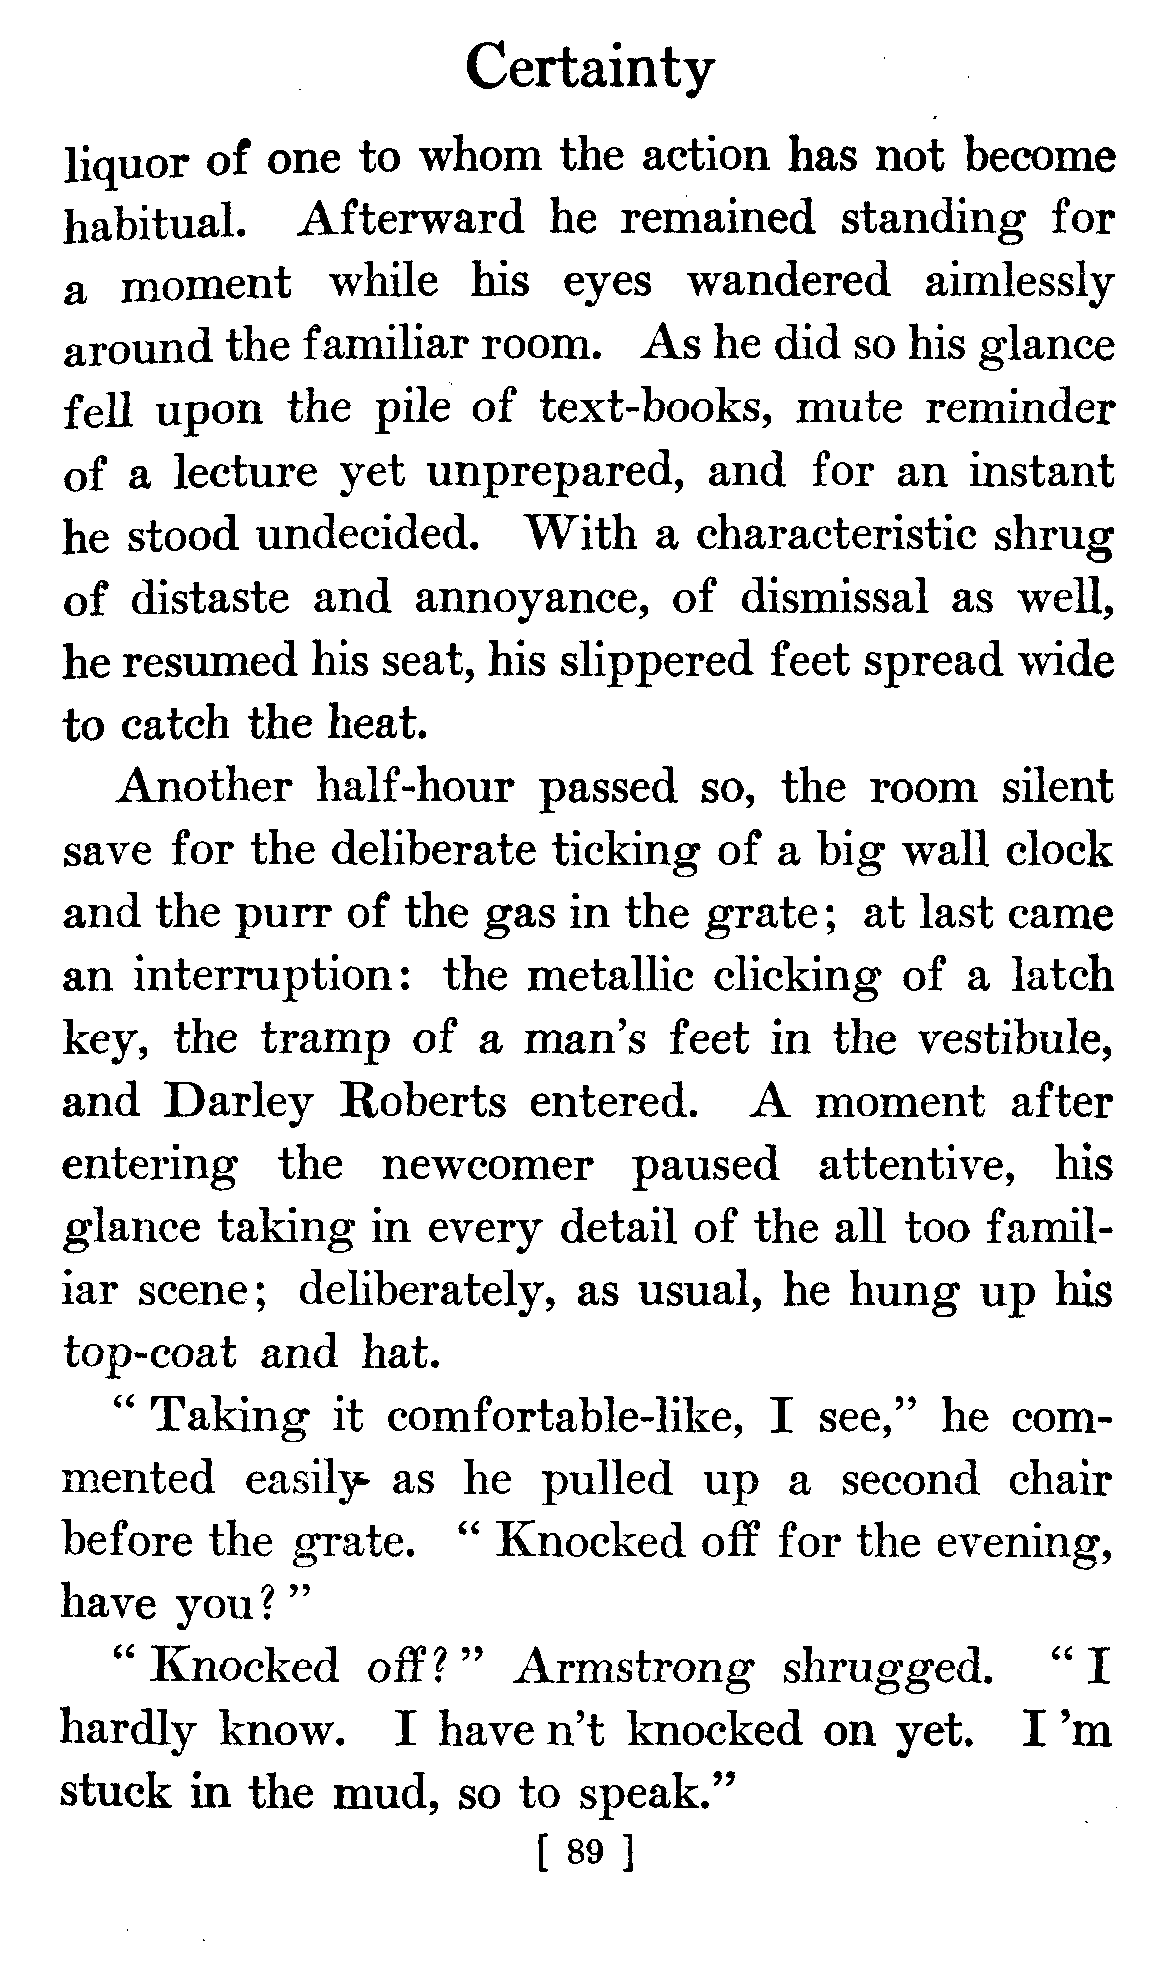 Certainty
liquor of one to whom the action has not become
habitual. Afterward he remained standing for
a moment while his eyes wandered aimlessly
around the familiar room. As he did so his glance
fell upon the pile of text-books, mute reminder
of a lecture yet unprepared, and for an instant
he stood undecided. With a characteristic shrug
of distaste and annoyance, of dismissal as well,
he resumed his seat, his slippered feet spread wide
to catch the heat.
Another half-hour passed so, the room silent
save for the deliberate ticking of a big wall clock
and the purr of the gas in the grate; at last came
an interruption: the metallic clicking of a latch
key, the tramp of a man's feet in the vestibule,
and Darley Roberts entered. A moment after
entering the newcomer paused attentive, his
glance taking in every detail of the all too famil-
iar scene; deliberately, as usual, he hung up his
top-coat and hat.
“ Taking it comfortable-like, I see,” he com-
mented easily as he pulled up a second chair
before the grate. “ Knocked off for the evening,
have you? ”
“ Knocked off? ” Armstrong shrugged. “ I
hardly know. I have n't knocked on yet. I 'm
stuck in the mud, so to speak.”
[ 89 ]